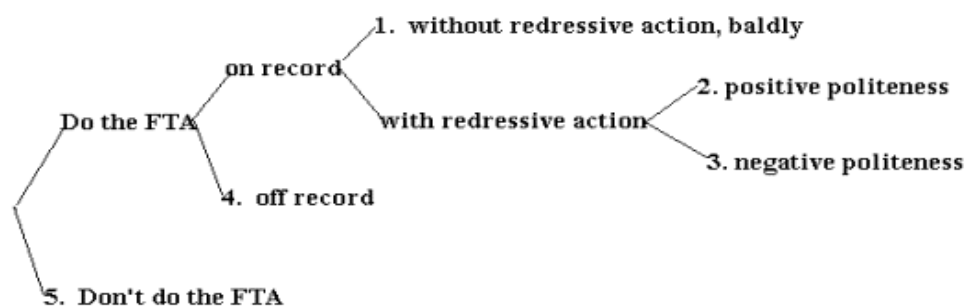 1. without redressive action, baldly
on record
2. positive politeness
Do the FTA
with redressive action
3. negative politeness
4. off record
5. Don't do the FTA